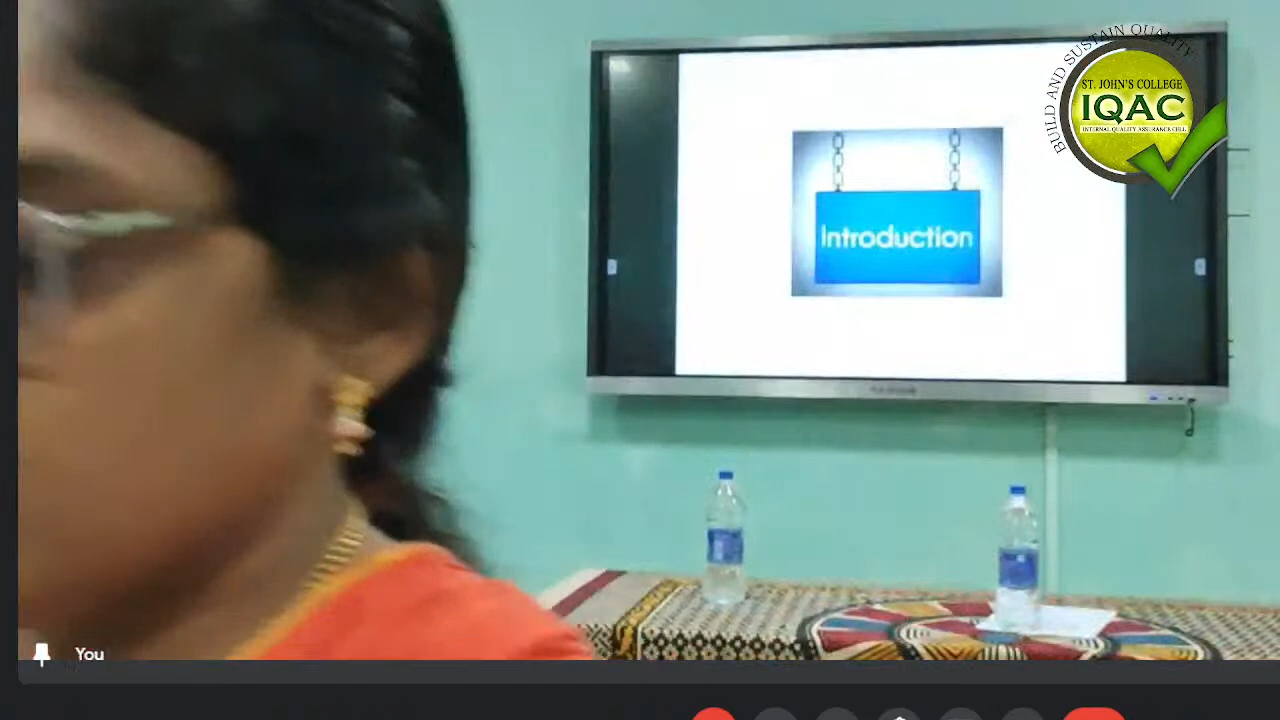 BUILD AND SUSTAIN QUALITY
ST. JOHN'S COLLEGE
IQAC
INTERNAL QUALITY ASSURANCE CELL
Introduction
You